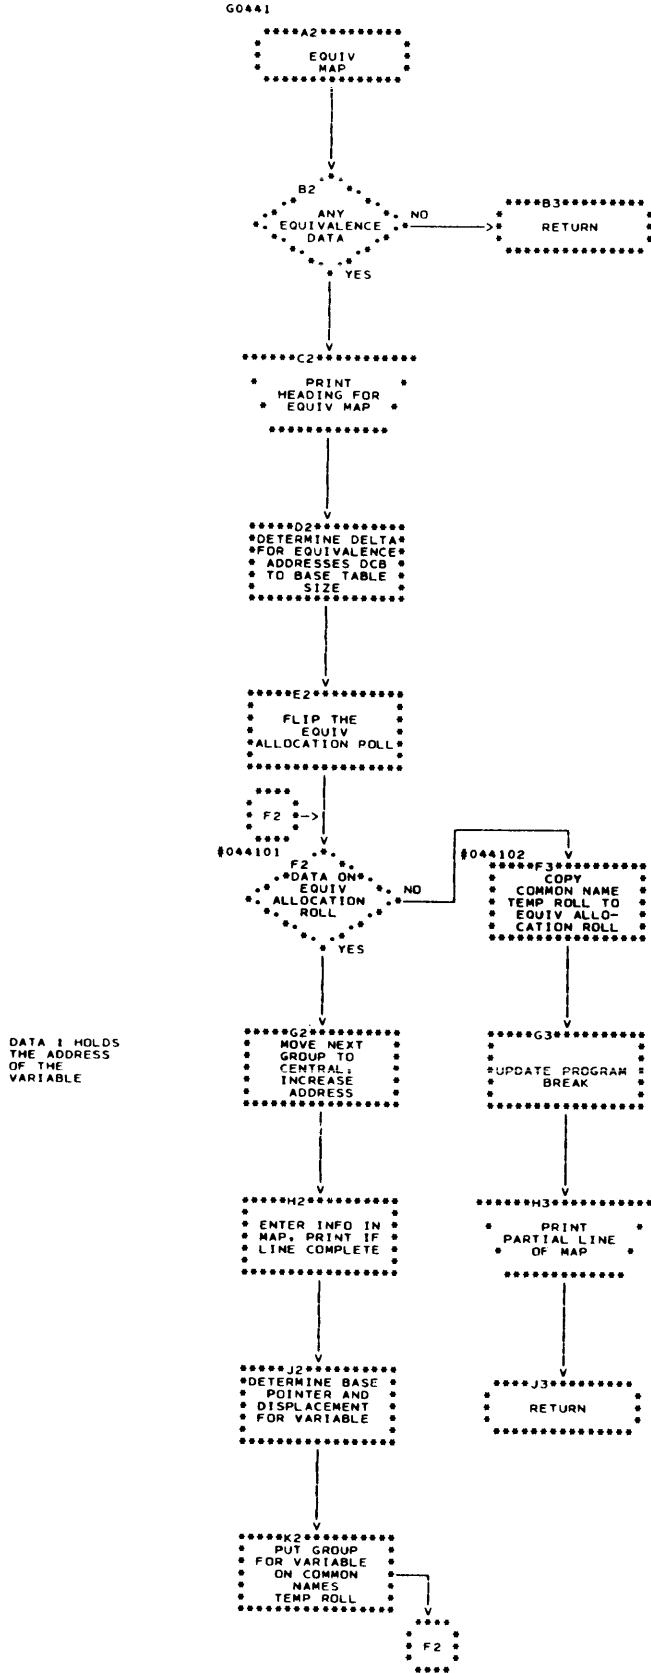 G0441
A2
EQUIV
MAP
B2
ANY
EQUIVALENCE
DATA
NO
YES
B3
RETURN
C2
PRINT
HEADING FOR
EQUIV MAP
D2
DETERMINE DELTA
FOR EQUIVALENCE
ADDRESSES DCB
TO BASE TABLE
SIZE
E2
FLIP THE
EQUIV
ALLOCATION POLL
F2
#044101
F2
DATA ON
EQUIV
ALLOCATION
ROLL
NO
YES
#044102
F3
COPY
COMMON NAME
TEMP ROLL TO
EQUIV ALLO-
CATION ROLL
DATA 1 HOLDS
THE ADDRESS
OF THE
VARIABLE
G2
MOVE NEXT
GROUP TO
CENTRAL.
INCREASE
ADDRESS
G3
UPDATE PROGRAM
BREAK
H2
ENTER INFO IN
MAP. PRINT IF
LINE COMPLETE
H3
PRINT
PARTIAL LINE
OF MAP
J2
DETERMINE BASE
POINTER AND
DISPLACEMENT
FOR VARIABLE
J3
RETURN
K2
PUT GROUP
FOR VARIABLE
ON COMMON
NAMES
TEMP ROLL
F2